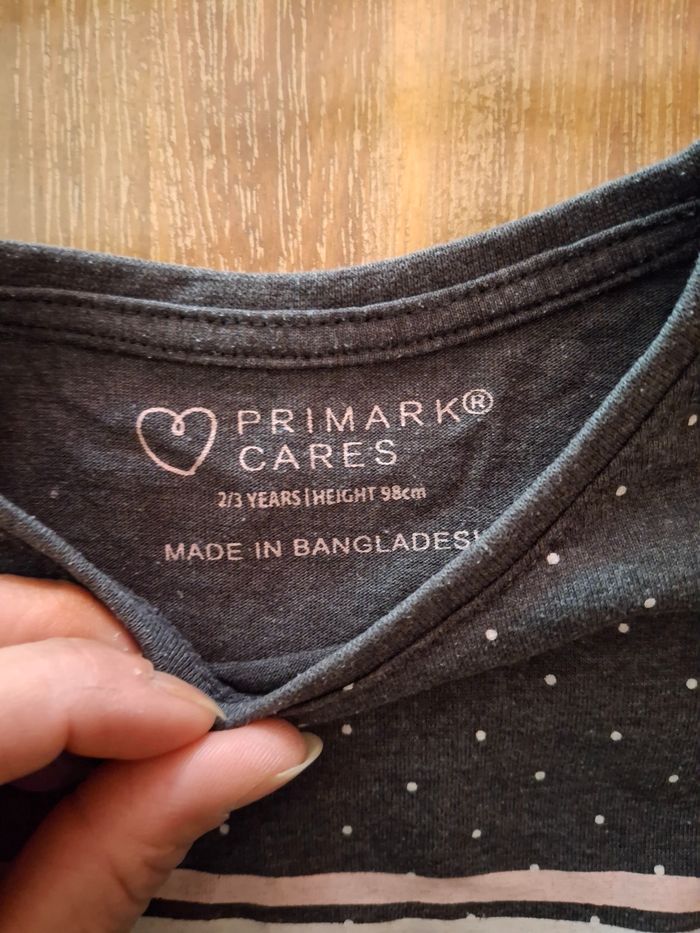 PRIMARK®
CARES
2/3 YEARS | HEIGHT 98cm
MADE IN BANGLADESH